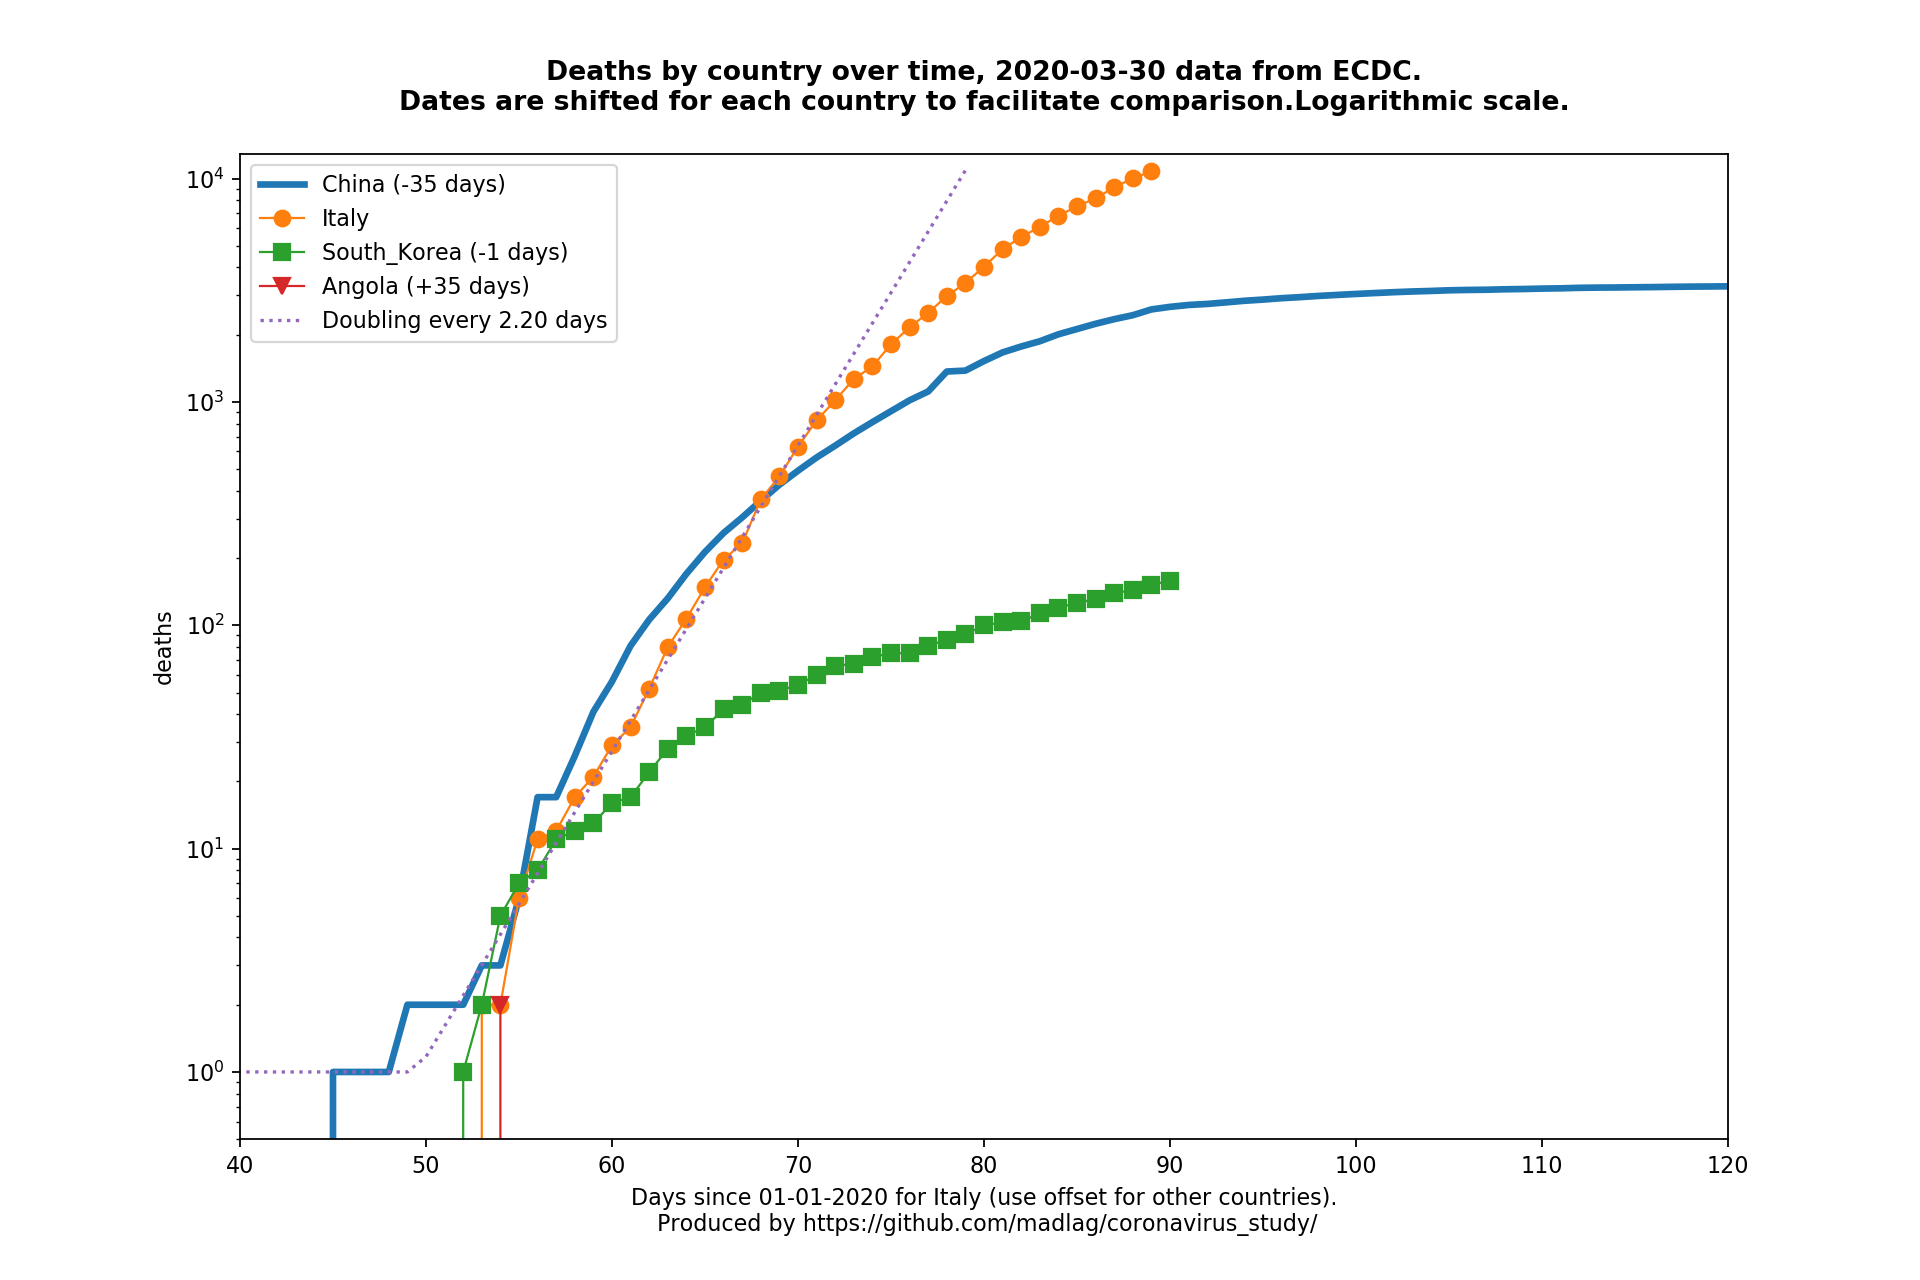 Deaths by country over time, 2020-03-30 data from ECDC.
Dates are shifted for each country to facilitate comparison.Logarithmic scale.
China (-35 days)
Italy
South_Korea (-1 days)
Angola (+35 days)
Doubling every 2.20 days
10⁴
10³
10²
10¹
10⁰
deaths
40 50 60 70 80 90 100 110 120
Days since 01-01-2020 for Italy (use offset for other countries).
Produced by https://github.com/madlag/coronavirus_study/